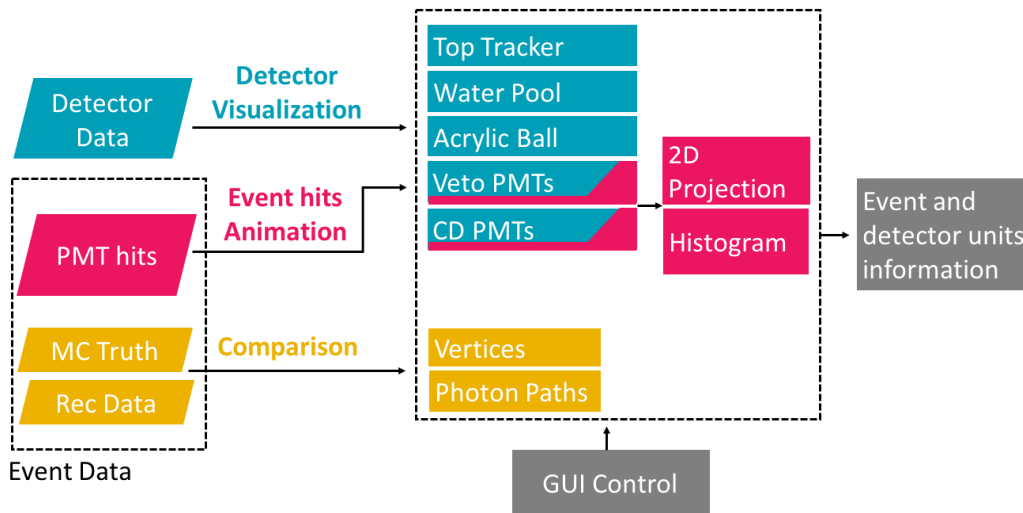 Detector
Data
Detector
Visualization
PMT hits
Event hits
Animation
MC Truth
Rec Data
Comparison
Event Data
Top Tracker
Water Pool
Acrylic Ball
Veto PMTs
CD PMTs
2D
Projection
Histogram
Vertices
Photon Paths
Event and
detector units
information
GUI Control